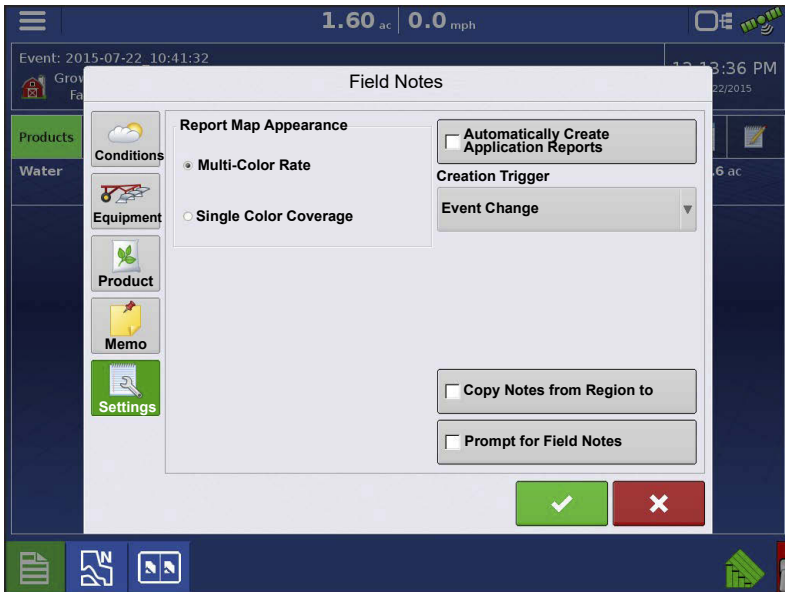 1.60 ac 0.0 mph
Event: 2015-07-22_10:41:32
:36 PM
22/2015
Field Notes
Products
Water
.6 ac
Conditions
Equipment
Product
Memo
Settings
Report Map Appearance
Multi-Color Rate
Single Color Coverage
Automatically Create
Application Reports
Creation Trigger
Event Change
Copy Notes from Region to
Prompt for Field Notes
N